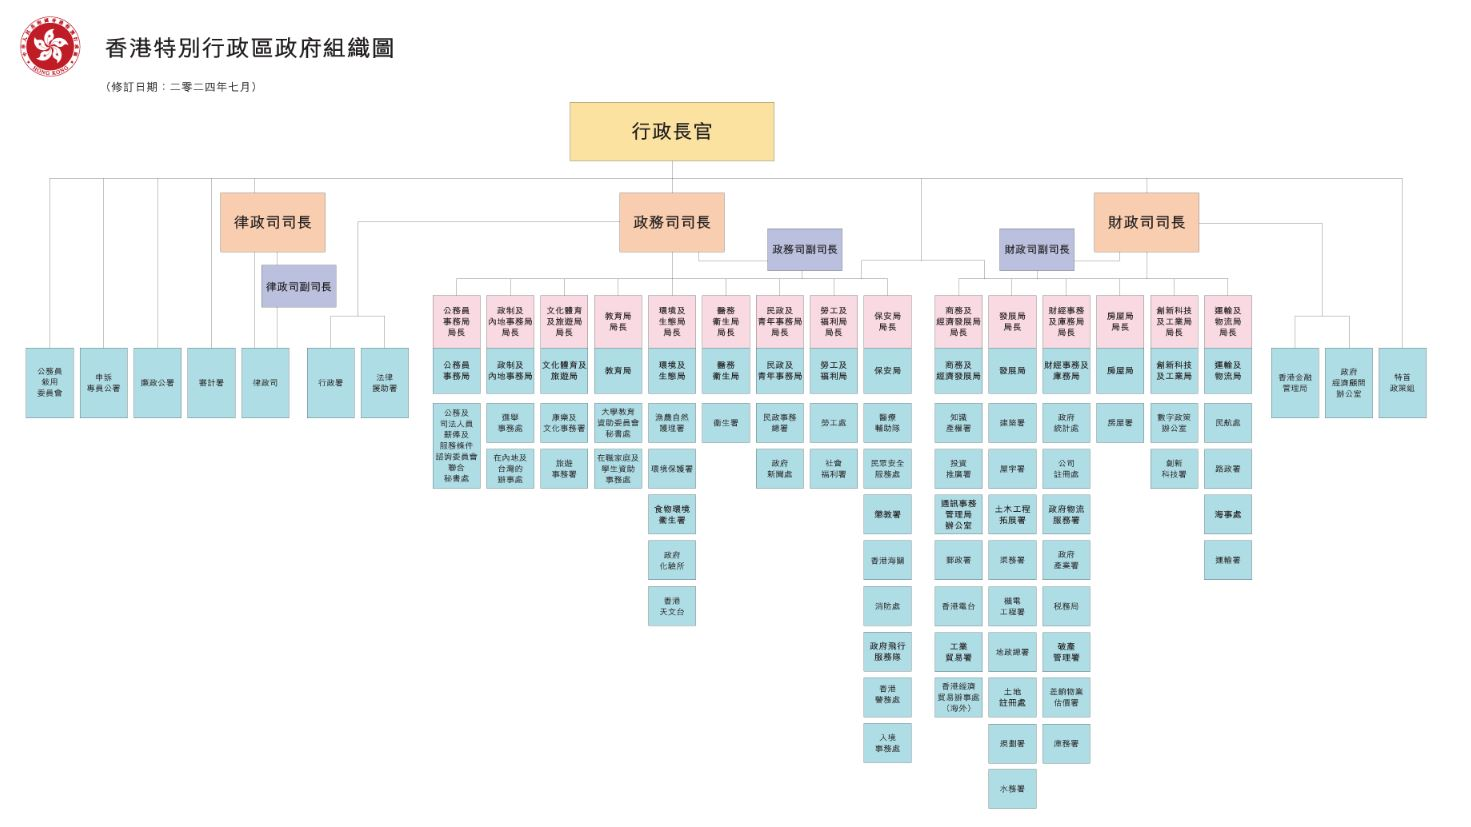 香港特別行政區政府組織圖
（修訂日期：二零二四年七月）
HONG KONG
行政長官
律政司司長
政務司司長
財政司司長
政務司副司長
財政司副司長
律政司副司長
公務員
敘用
委員會
申訴
專員公署
廉政公署
審計署
律政司
行政署
法律
援助署
公務員
事務局
局長
政制及
內地事務局
局長
文化體育
及旅遊局
局長
教育局
局長
環境及
生態局
局長
醫務
衞生局
局長
民政及
青年事務局
局長
勞工及
福利局
局長
保安局
局長
商務及
經濟發展局
局長
發展局
局長
財經事務
及庫務局
局長
房屋局
局長
創新科技
及工業局
局長
運輸及
物流局
局長
公務員
事務局
政制及
內地事務局
文化體育及
旅遊局
教育局
環境及
生態局
醫務
衞生局
民政及
青年事務局
勞工及
福利局
保安局
商務及
經濟發展局
發展局
財經事務及
庫務局
房屋局
創新科技
及工業局
運輸及
物流局
香港金融
管理局
政府
經濟顧問
辦公室
特首
政策組
公務及
司法人員
薪俸及
服務條件
諮詢委員會
聯合
秘書處
選舉
事務處
在內地及
台灣的
辦事處
康樂及
文化事務署
旅遊
事務署
大學教育
資助委員會
秘書處
在職家庭及
學生資助
事務處
漁農自然
護理署
環境保護署
食物環境
衞生署
政府
化驗所
香港
天文台
衞生署
民政事務
總署
政府
新聞處
勞工處
社會
福利署
醫療
輔助隊
民眾安全
服務處
懲教署
香港海關
消防處
政府飛行
服務隊
香港
警務處
入境
事務處
知識
產權署
投資
推廣署
通訊事務
管理局
辦公室
郵政署
香港電台
工業
貿易署
香港經濟
貿易辦事處
（海外）
建築署
屋宇署
土木工程
拓展署
渠務署
機電
工程署
地政總署
土地
註冊處
規劃署
水務署
政府
統計處
公司
註冊處
政府物流
服務署
政府
產業署
稅務局
破產
管理署
差餉物業
估價署
庫務署
房屋署
數字政策
辦公室
創新
科技署
民航處
路政署
海事處
運輸署